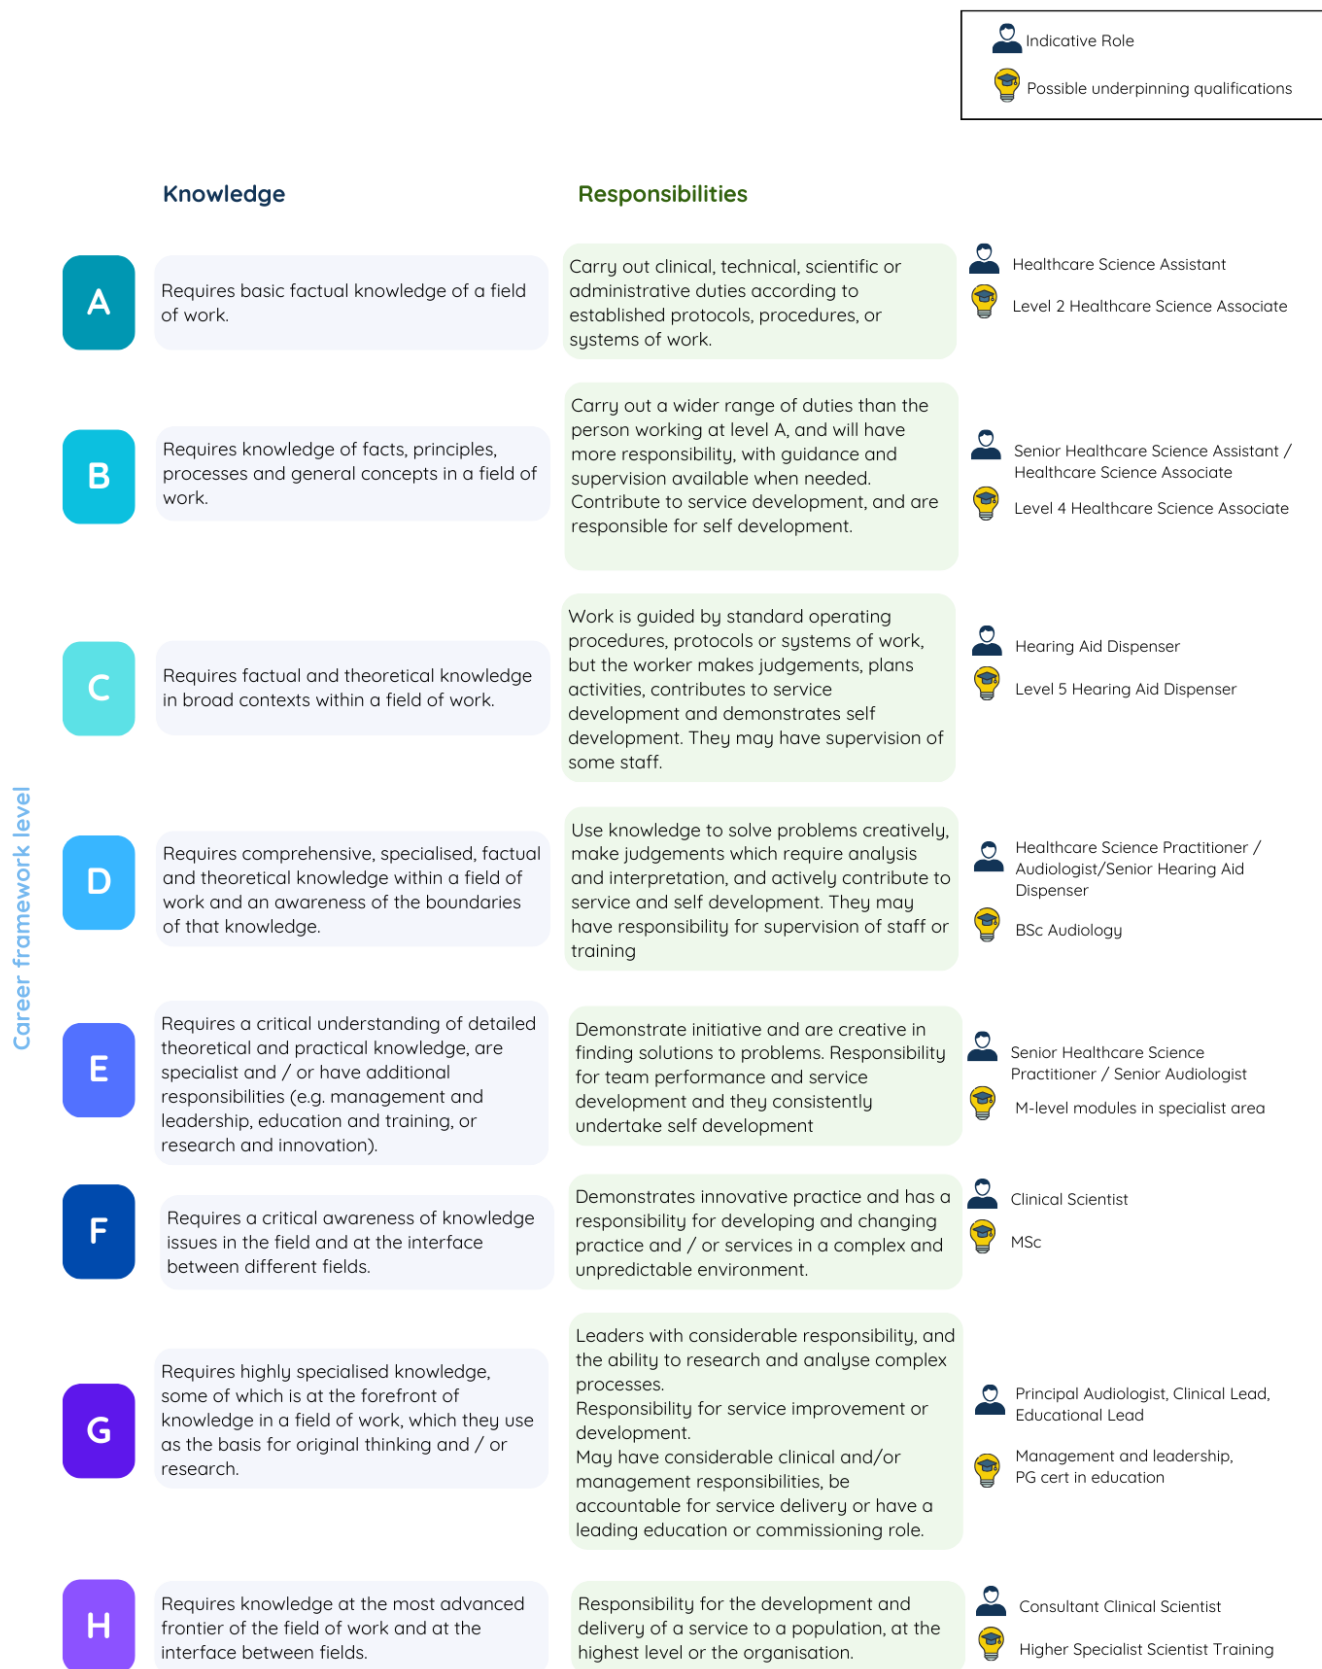 Indicative Role
Possible underpinning qualifications
Knowledge
Responsibilities
Career framework level
A
Requires basic factual knowledge of a field
of work.
Carry out clinical, technical, scientific or
administrative duties according to
established protocols, procedures, or
systems of work.
Healthcare Science Assistant
Level 2 Healthcare Science Associate
B
Requires knowledge of facts, principles,
processes and general concepts in a field of
work.
Carry out a wider range of duties than the
person working at level A, and will have
more responsibility, with guidance and
supervision available when needed.
Contribute to service development, and are
responsible for self development.
Senior Healthcare Science Assistant /
Healthcare Science Associate
Level 4 Healthcare Science Associate
C
Requires factual and theoretical knowledge
in broad contexts within a field of work.
Work is guided by standard operating
procedures, protocols or systems of work,
but the worker makes judgements, plans
activities, contributes to service
development and demonstrates self
development. They may have supervision of
some staff.
Hearing Aid Dispenser
Level 5 Hearing Aid Dispenser
D
Requires comprehensive, specialised, factual
and theoretical knowledge within a field of
work and an awareness of the boundaries
of that knowledge.
Use knowledge to solve problems creatively,
make judgements which require analysis
and interpretation, and actively contribute to
service and self development. They may
have responsibility for supervision of staff or
training
Healthcare Science Practitioner /
Audiologist/Senior Hearing Aid
Dispenser
BSc Audiology
E
Requires a critical understanding of detailed
theoretical and practical knowledge, are
specialist and / or have additional
responsibilities (e.g. management and
leadership, education and training, or
research and innovation).
Demonstrate initiative and are creative in
finding solutions to problems. Responsibility
for team performance and service
development and they consistently
undertake self development
Senior Healthcare Science
Practitioner / Senior Audiologist
M-level modules in specialist area
F
Requires a critical awareness of knowledge
issues in the field and at the interface
between different fields.
Demonstrates innovative practice and has a
responsibility for developing and changing
practice and / or services in a complex and
unpredictable environment.
Clinical Scientist
MSc
G
Requires highly specialised knowledge,
some of which is at the forefront of
knowledge in a field of work, which they use
as the basis for original thinking and / or
research.
Leaders with considerable responsibility, and
the ability to research and analyse complex
processes.
Responsibility for service improvement or
development.
May have considerable clinical and/or
management responsibilities, be
accountable for service delivery or have a
leading education or commissioning role.
Principal Audiologist, Clinical Lead,
Educational Lead
Management and leadership,
PG cert in education
H
Requires knowledge at the most advanced
frontier of the field of work and at the
interface between fields.
Responsibility for the development and
delivery of a service to a population, at the
highest level or the organisation.
Consultant Clinical Scientist
Higher Specialist Scientist Training